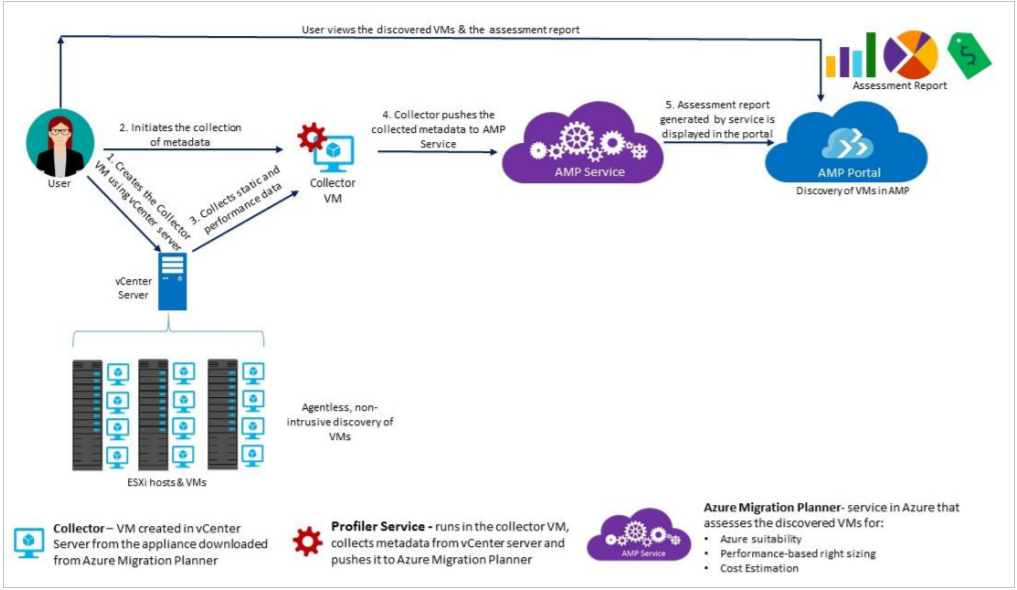 User views the discovered VMs & the assessment report
Assessment Report
User
2. Initiates the collection
of metadata
1. Creates the Collector
VM using vCenter server
3. Collects static and
performance data
Collector
VM
4. Collector pushes the
collected metadata to AMP
Service
AMP Service
5. Assessment report
generated by service is
displayed in the portal
AMP Portal
Discovery of VMs in AMP
vCenter
Server
Agentless, non-
intrusive discovery of
VMs
ESXi hosts & VMs
Collector – VM created in vCenter
Server from the appliance downloaded
from Azure Migration Planner
Profiler Service - runs in the collector VM,
collects metadata from vCenter server and
pushes it to Azure Migration Planner
AMP Service
Azure Migration Planner- service in Azure that
assesses the discovered VMs for:
• Azure suitability
• Performance-based right sizing
• Cost Estimation